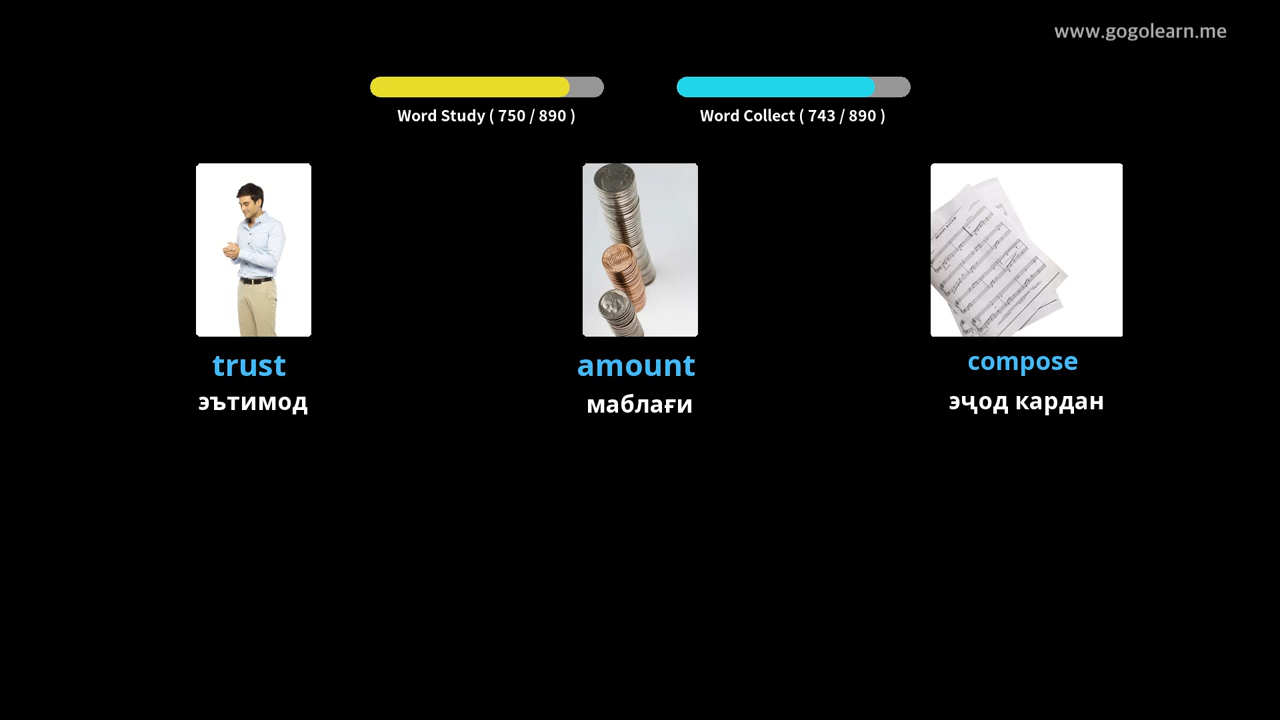 www.gogolearn.me
Word Study ( 750 / 890 )
Word Collect ( 743 / 890 )
trust
amount
compose
эътимод
маблағи
эҷод кардан